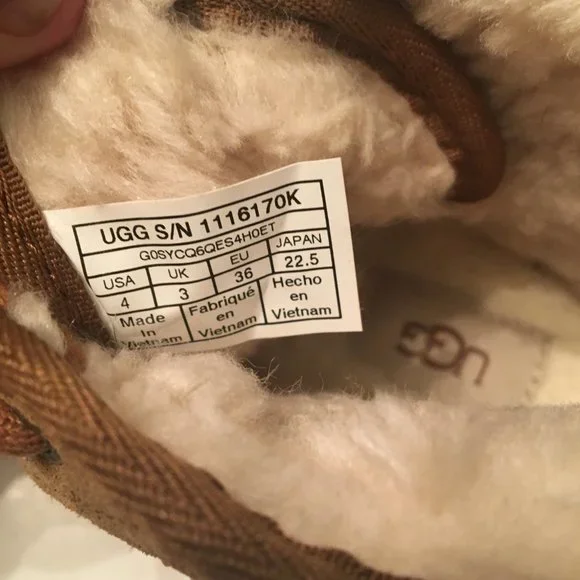 UGG S/N 1116170K
G0SYCQ6QES4H0ET
USA UK EU JAPAN
4 3 36 22.5
Made in Vietnam
Fabriqué en Vietnam
Hecho en Vietnam
UGG